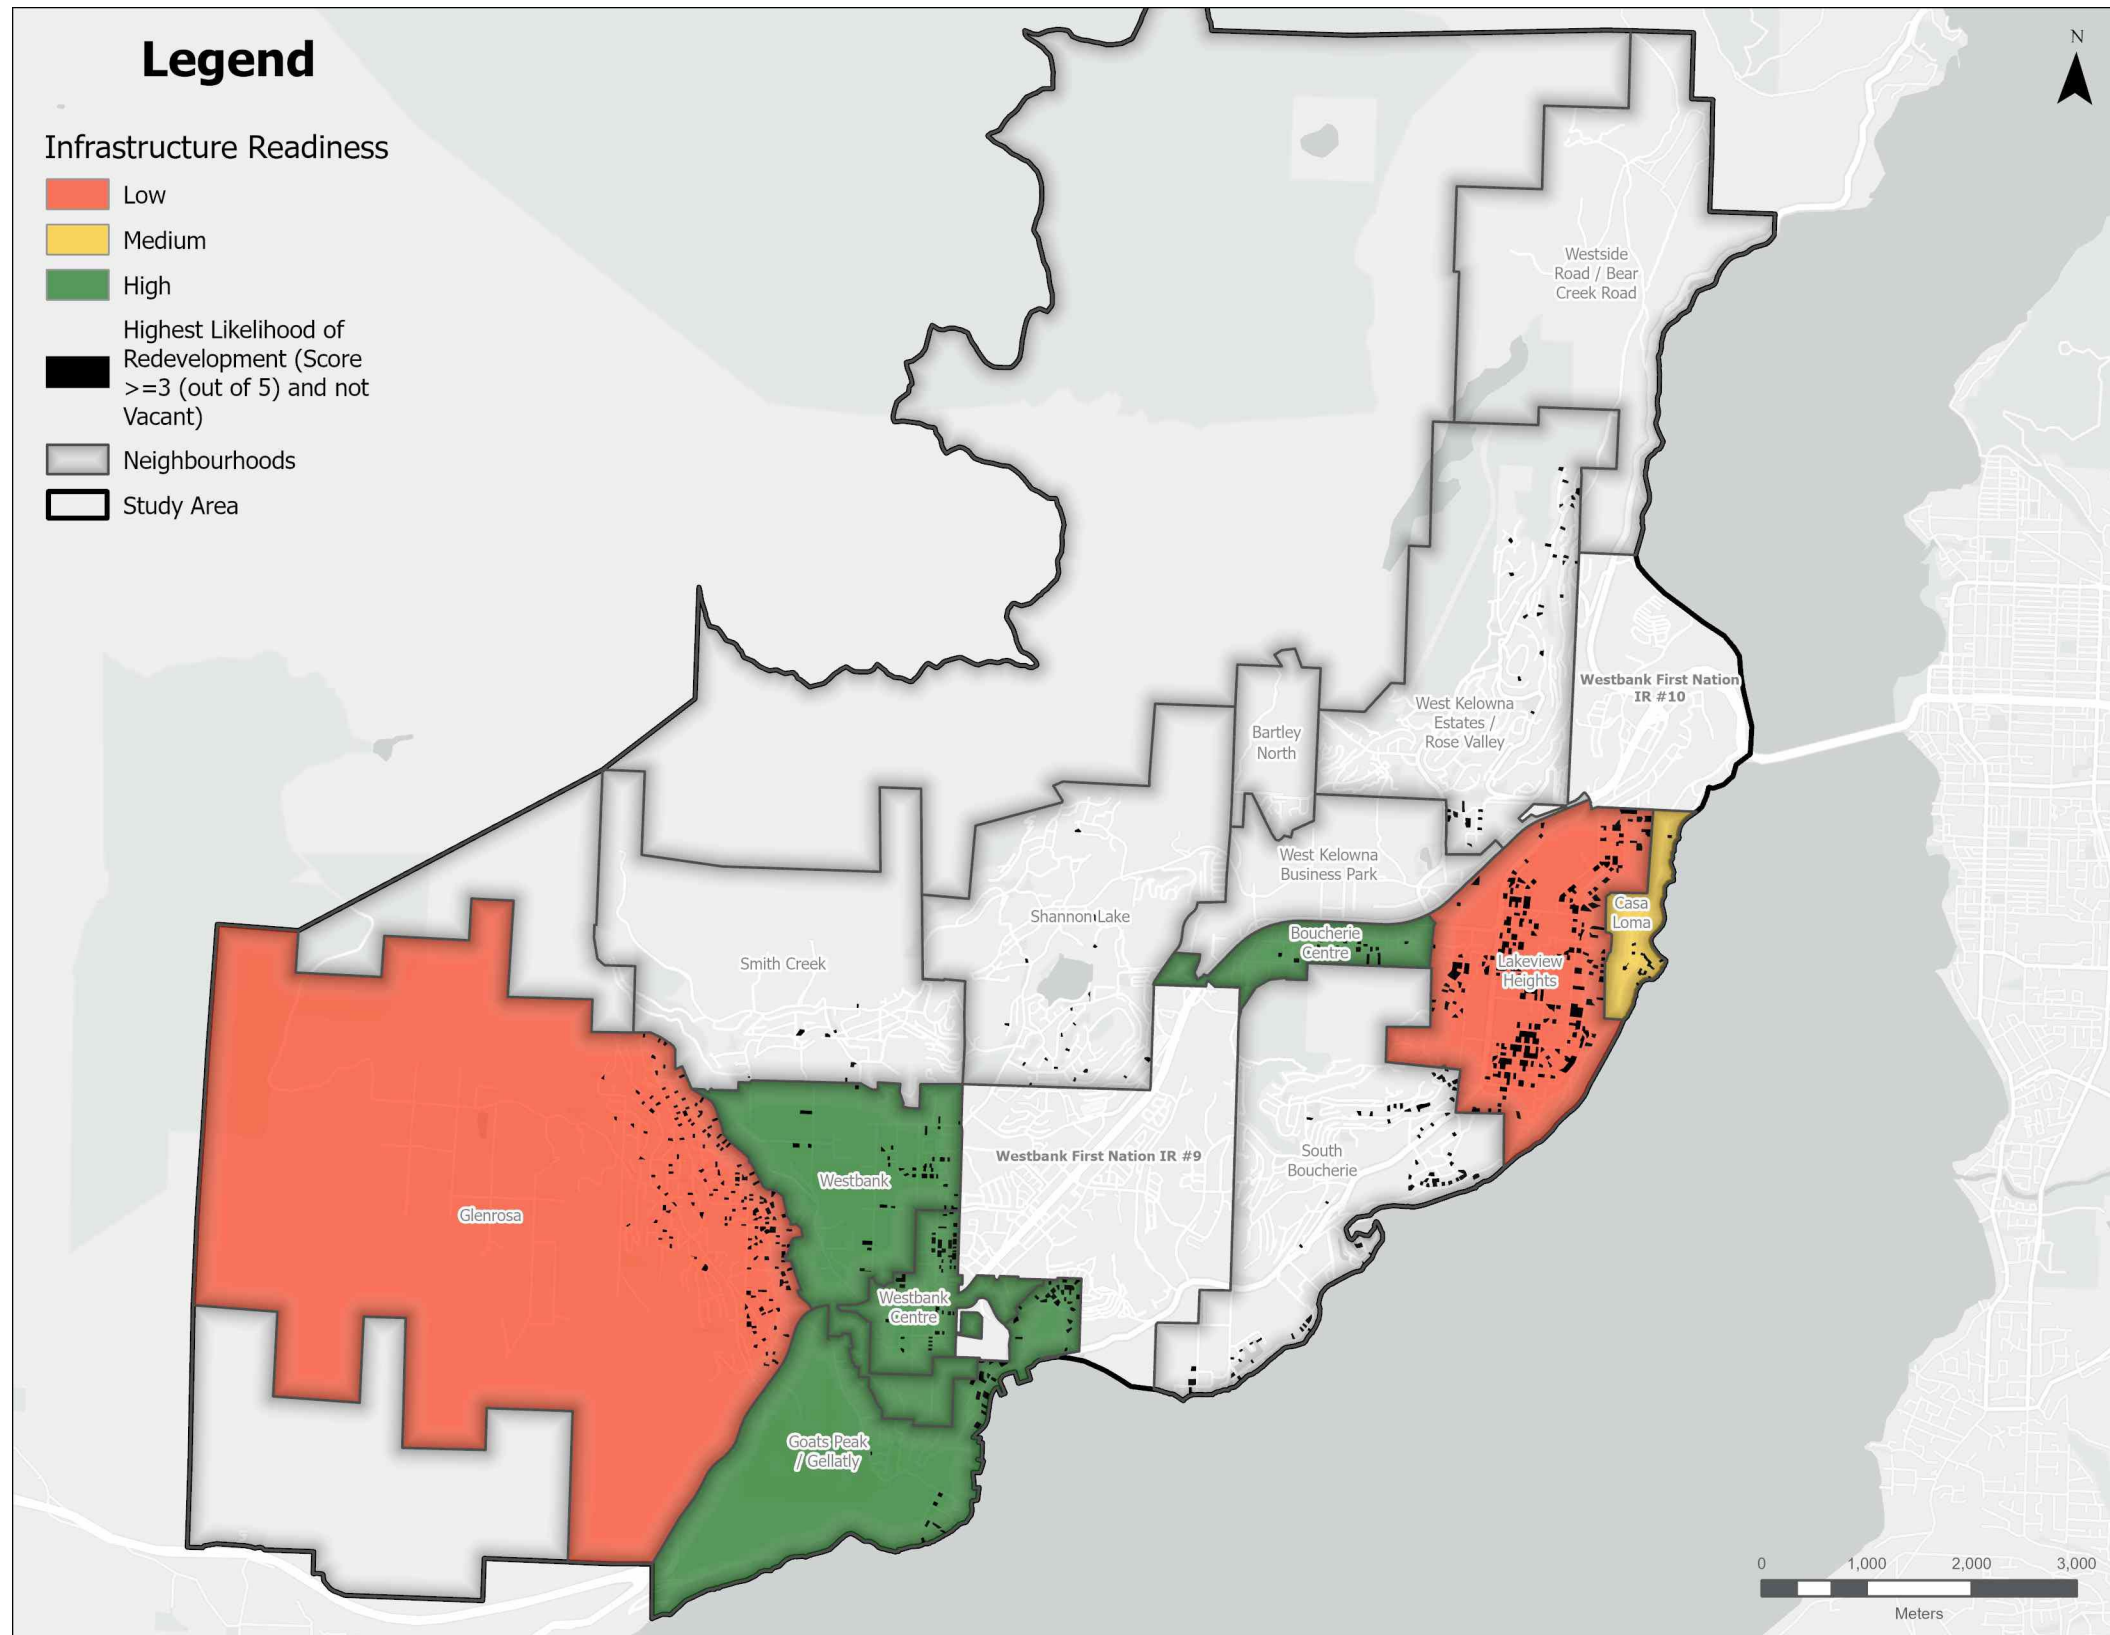 Legend
Infrastructure Readiness
Low
Medium
High
Highest Likelihood of
Redevelopment (Score
>=3 (out of 5) and not
Vacant)
Neighbourhoods
Study Area
N
Westside
Road / Bear
Creek Road
Westbank First Nation
IR #10
West Kelowna
Estates /
Rose Valley
Bartley
North
West Kelowna
Business Park
Shannon Lake
Casa
Loma
Boucherie
Centre
Lakeview
Heights
Smith Creek
Westbank First Nation IR #9
South
Boucherie
Westbank
Glenrosa
Westbank
Centre
Goats Peak
/ Gellatly
0 1,000 2,000 3,000
Meters